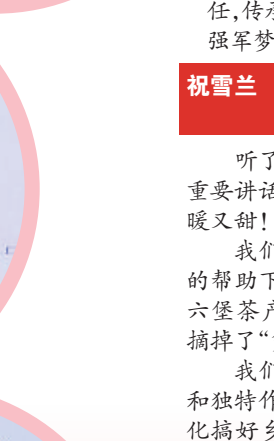 任,传承
强军梦
祝雪兰
听了
重要讲话
暖又甜!
我们
的帮助下
六堡茶产
摘掉了“
我们
和独特作
化搞好乡